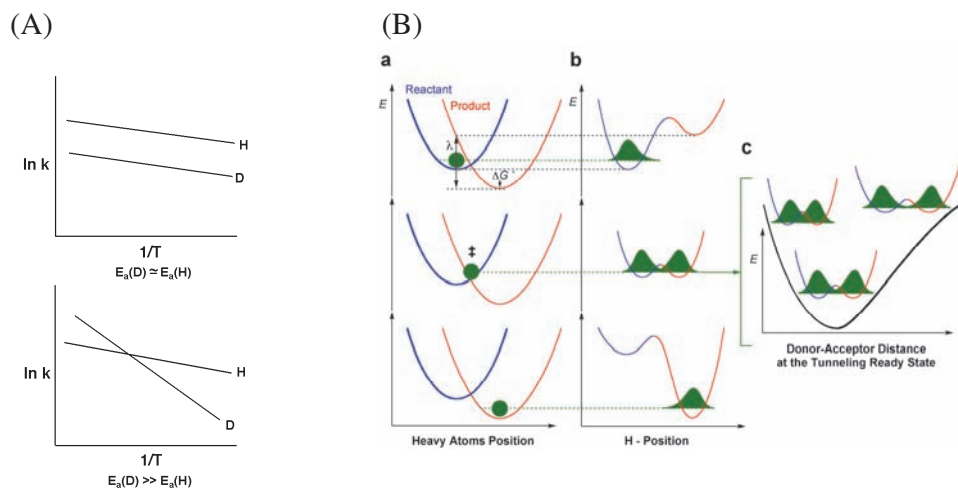 (A)
ln k
H
D
1/T
Eₐ(D) ≃ Eₐ(H)
ln k
H
D
1/T
Eₐ(D) >> Eₐ(H)
(B)
a
Reactant
Product
E
λ
ΔG°
‡
Heavy Atoms Position
b
E
H - Position
c
E
Donor-Acceptor Distance
at the Tunneling Ready State